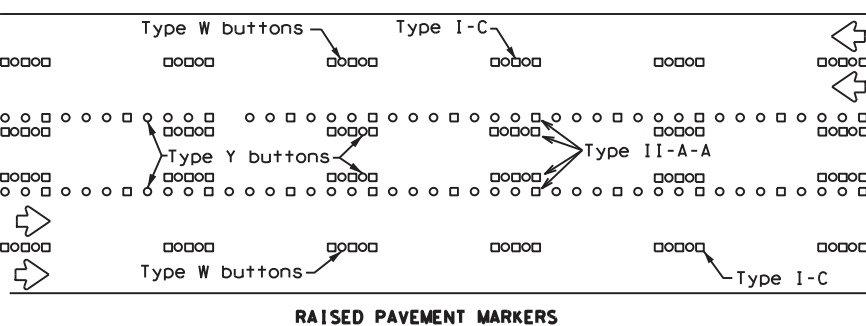 Type W buttons
Type I-C
Type Y buttons
Type II-A-A
Type W buttons
Type I-C
RAISED PAVEMENT MARKERS